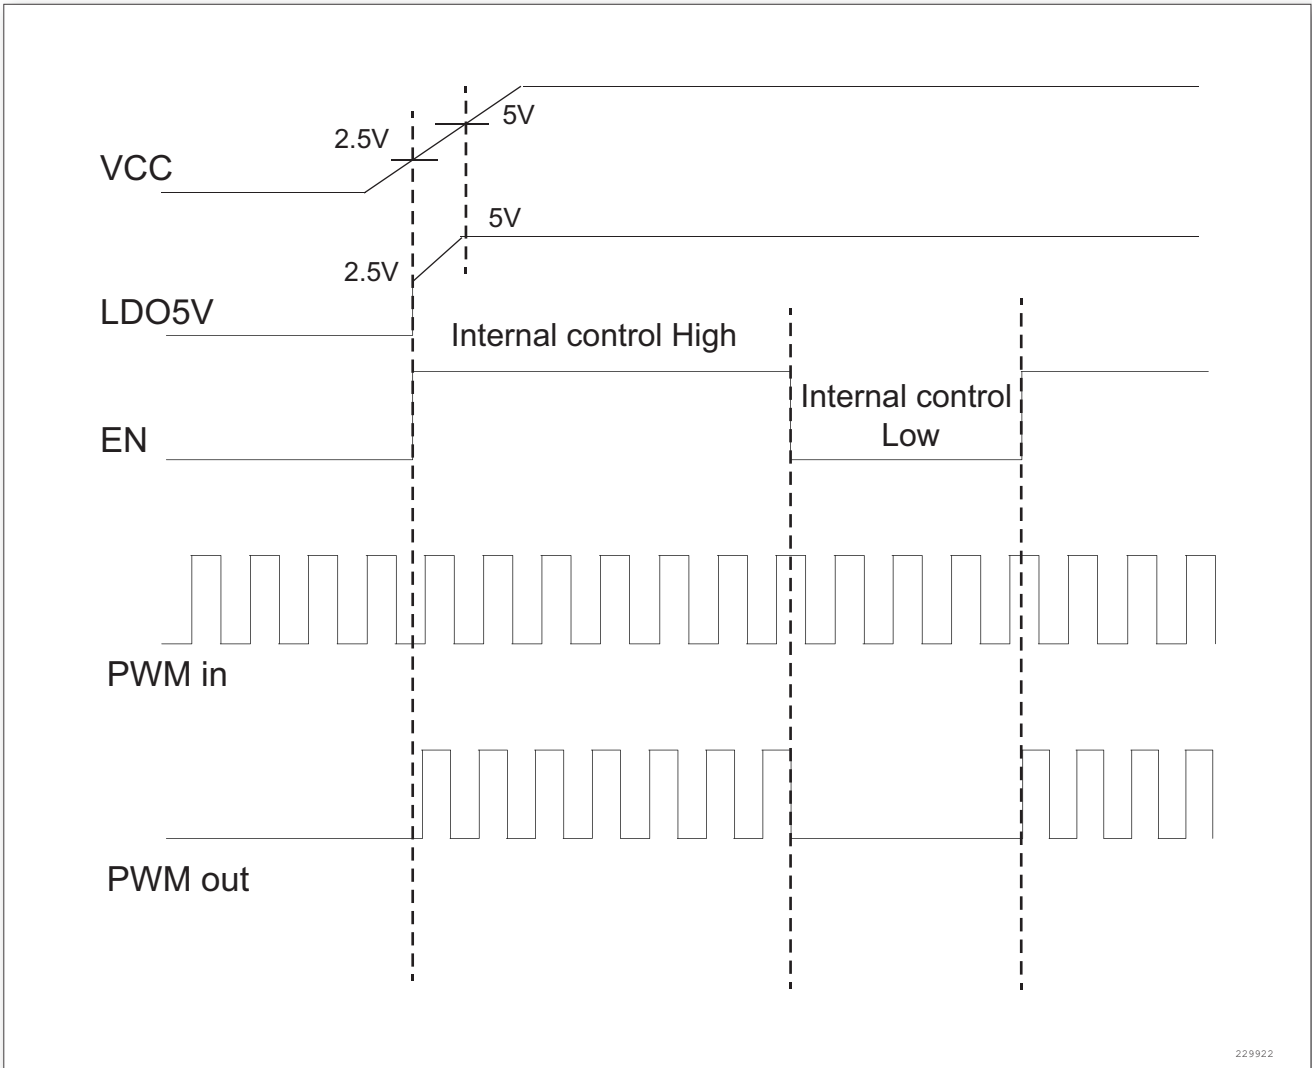 5V
2.5V
VCC
5V
2.5V
LDO5V
Internal control High
Internal control
Low
EN
PWM in
PWM out
229922